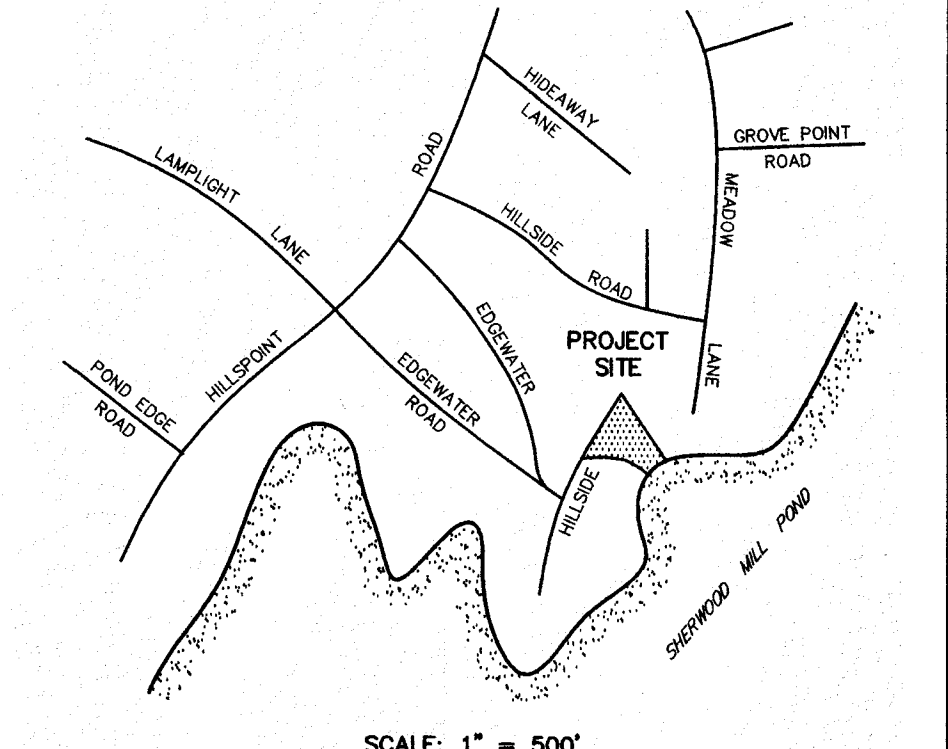 HIDEAWAY
LANE
ROAD
GROVE POINT
ROAD
LAMPLIGHT
LANE
MEADOW
LANE
HILLSIDE
ROAD
EDGEWATER
PROJECT
SITE
HILLSPOINT
EDGEWATER
ROAD
POND EDGE
ROAD
HILLSIDE
SHERWOOD MILL POND
SCALE: 1" = 500'